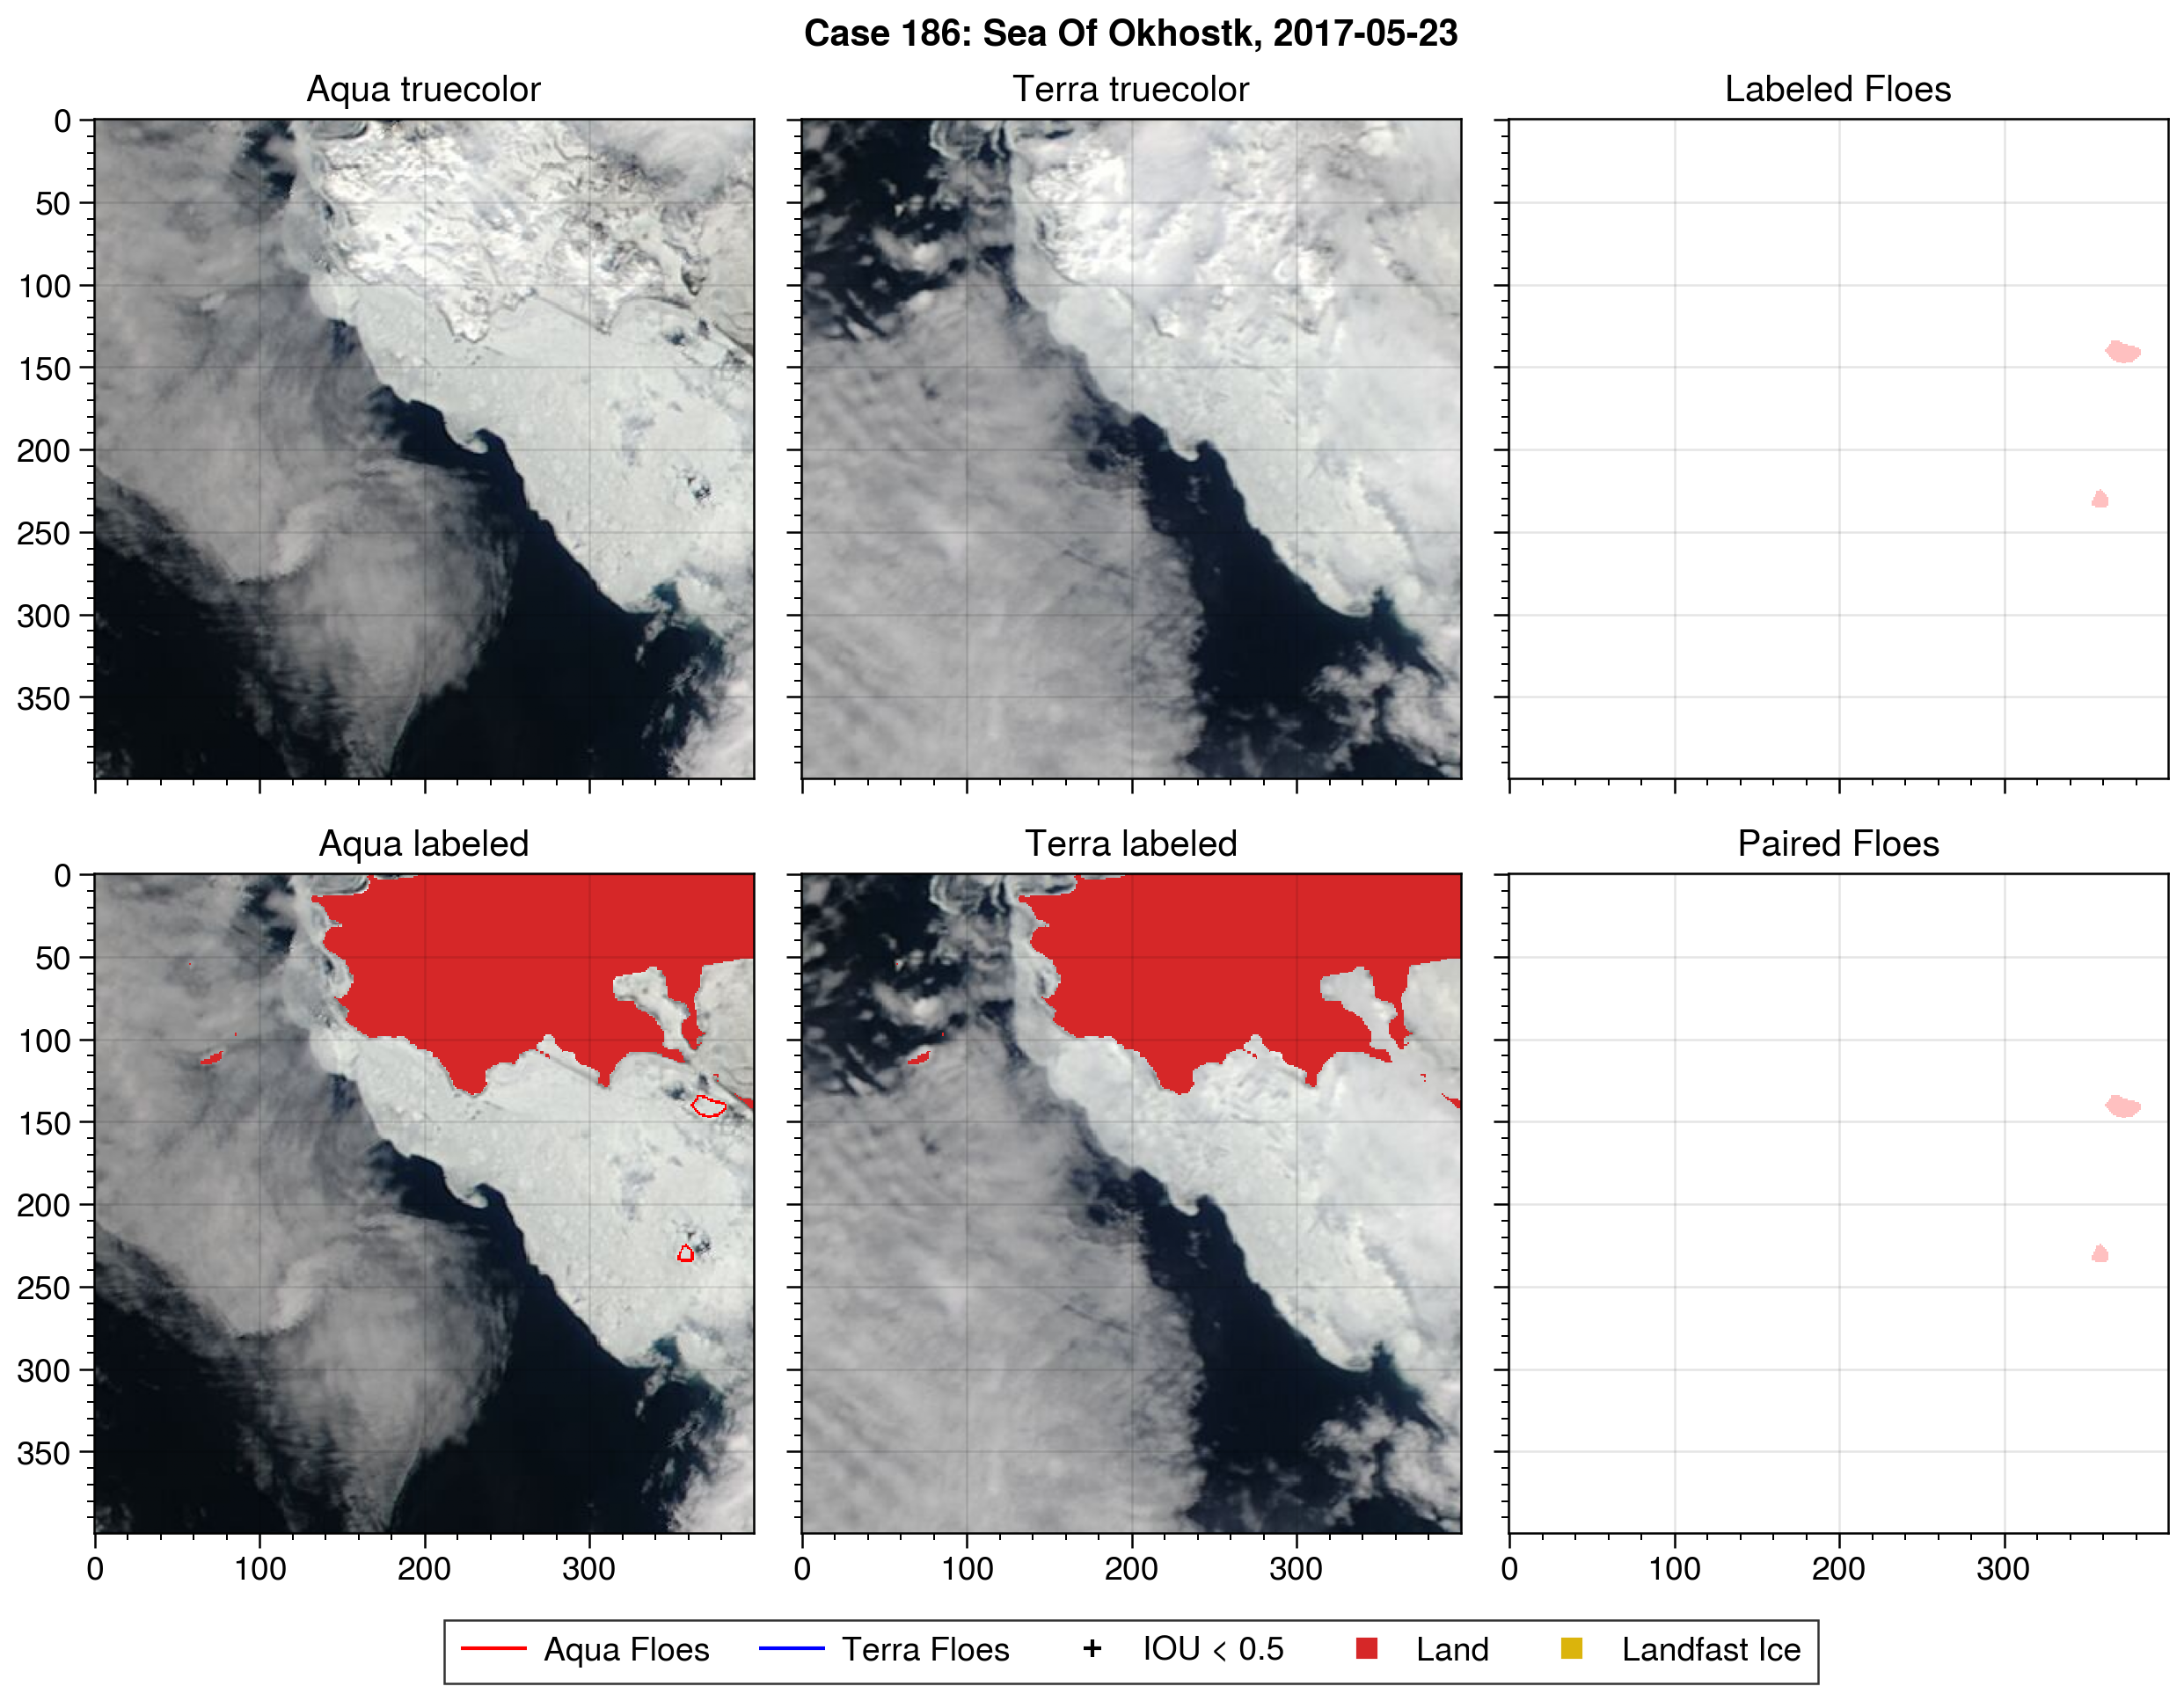 Case 186: Sea Of Okhostk, 2017-05-23
Aqua truecolor
Terra truecolor
Labeled Floes
0
50
100
150
200
250
300
350
Aqua labeled
Terra labeled
Paired Floes
0
50
100
150
200
250
300
350
0 100 200 300
0 100 200 300
0 100 200 300
Aqua Floes
Terra Floes
+ IOU < 0.5
Land
Landfast Ice